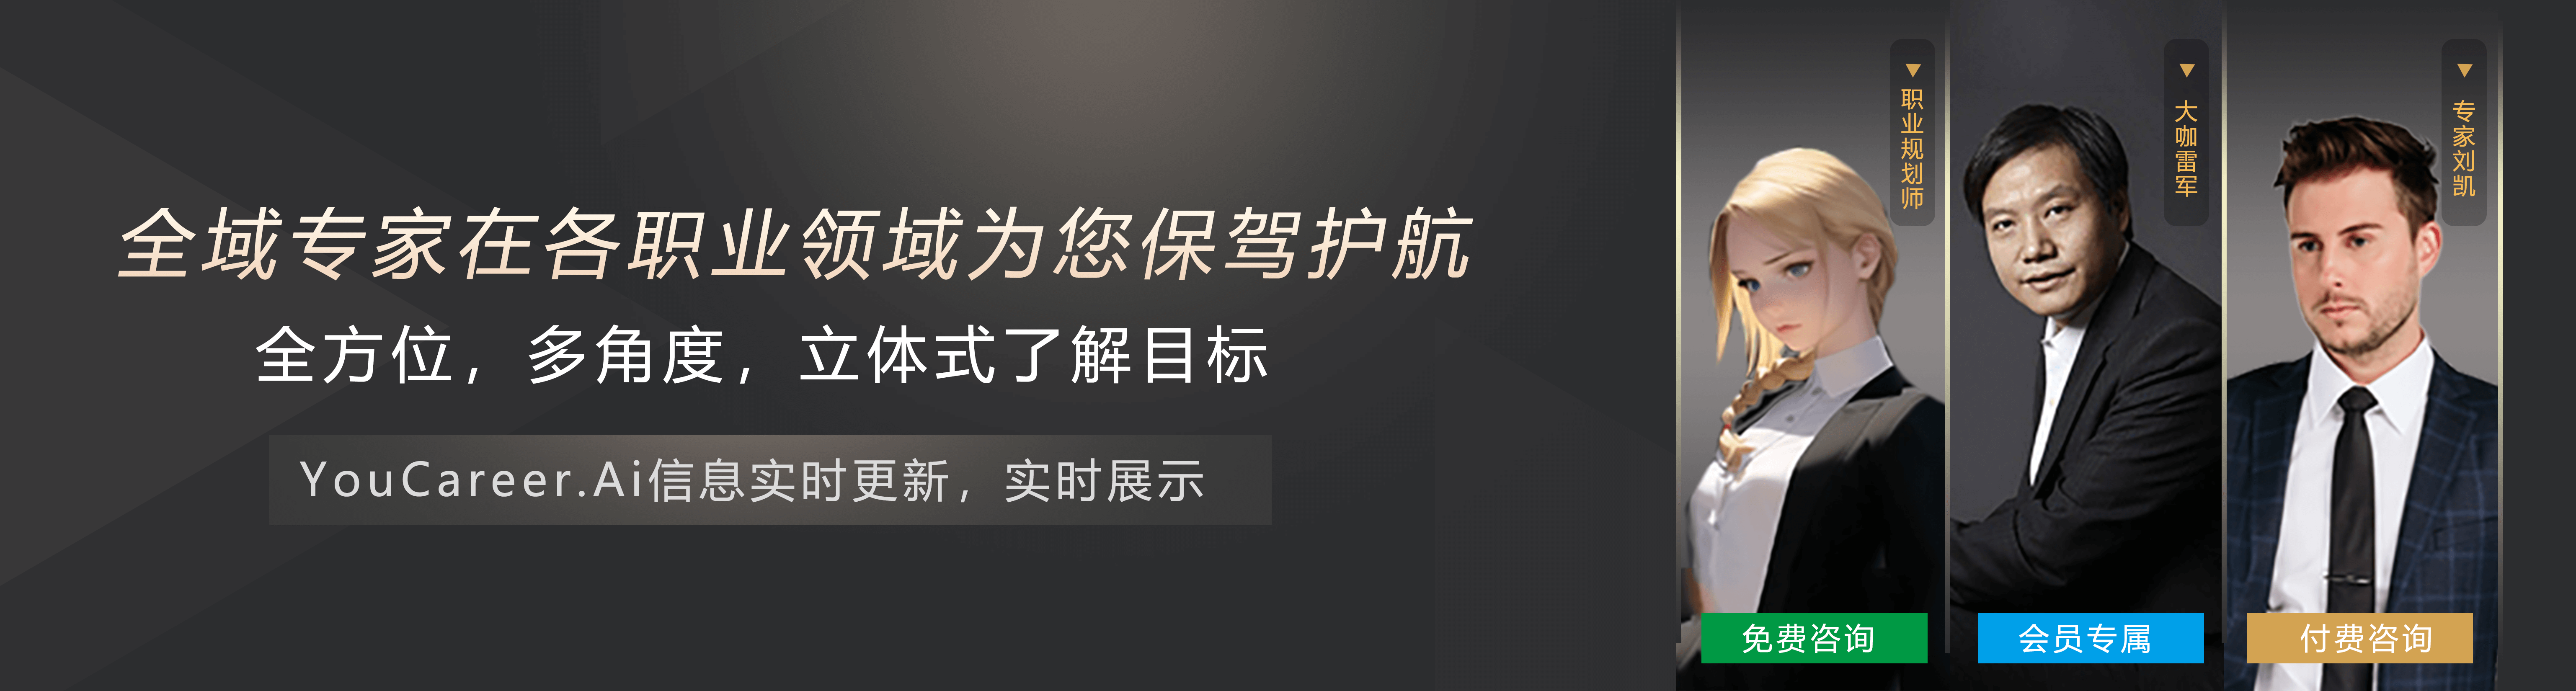 全域专家在各职业领域为您保驾护航
全方位，多角度，立体式了解目标
YouCareer.Ai信息实时更新，实时展示
职业规划师
免费咨询
大咖雷军
会员专属
专家刘凯
付费咨询